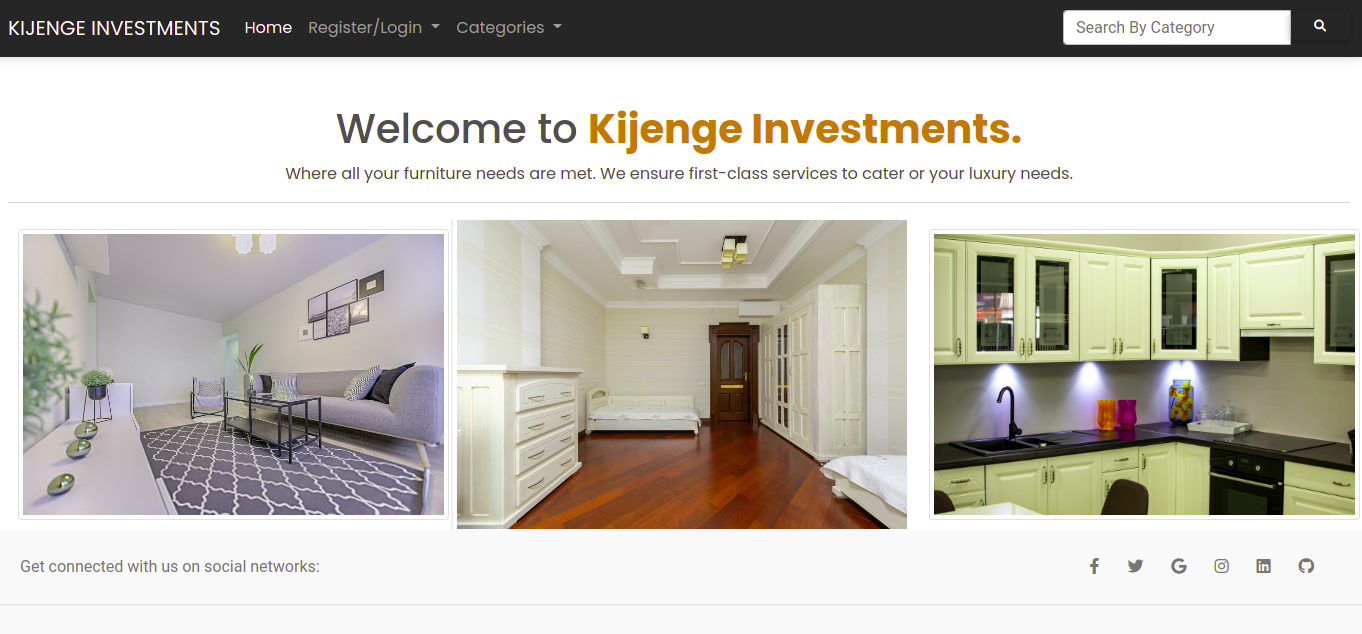 KIJENGE INVESTMENTS Home Register/Login Categories Search By Category
Welcome to Kijenge Investments.
Where all your furniture needs are met. We ensure first-class services to cater or your luxury needs.
Get connected with us on social networks: